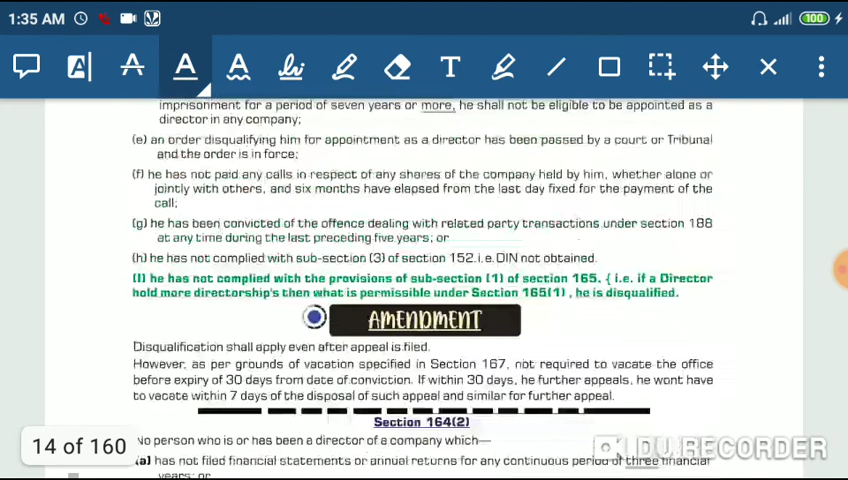 1:35 AM
100
A
A
A
A
T
imprisonment for a period of seven years or more, he shall not be eligible to be appointed as a
director in any company;
(e) an order disqualifying him for appointment as a director has been passed by a court or Tribunal
and the order is in force;
(f) he has not paid any calls in respect of any shares of the company held by him, whether alone or
jointly with others, and six months have elapsed from the last day fixed for the payment of the
call;
(g) he has been convicted of the offence dealing with related party transactions under section 188
at any time during the last preceding five years; or
(h) he has not complied with sub-section (3) of section 152.i.e.DIN not obtained.
(I) he has not complied with the provisions of sub-section (1) of section 165. { i.e. if a Director
hold more directorship's then what is permissible under Section 165(1) , he is disqualified.
AMENDMENT
Disqualification shall apply even after appeal is filed.
However, as per grounds of vacation specified in Section 167, not required to vacate the office
before expiry of 30 days from date of conviction. If within 30 days, he further appeals, he wont have
to vacate within 7 days of the disposal of such appeal and similar for further appeal.
Section 164(2)
No person who is or has been a director of a company which—
(a) has not filed financial statements or annual returns for any continuous period of three financial
years; or
14 of 160
DU RECORDER